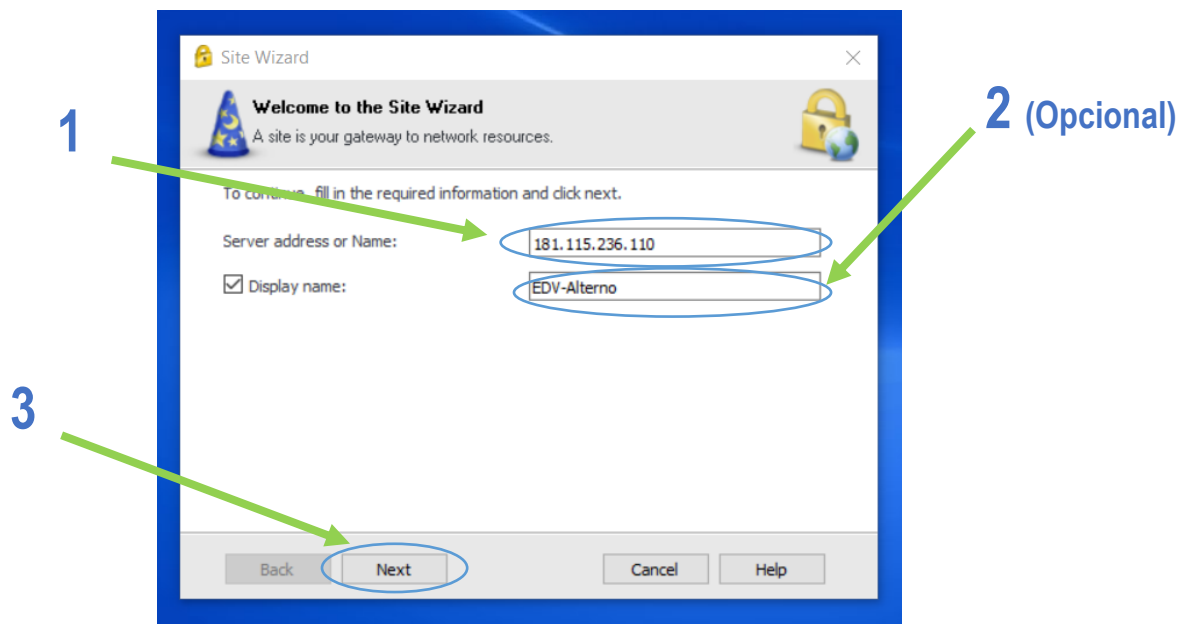 Site Wizard
Welcome to the Site Wizard
A site is your gateway to network resources.
1
2 (Opcional)
To continue, fill in the required information and click next.
Server address or Name: 181.115.236.110
Display name: EDV-Alterno
3
Back Next Cancel Help